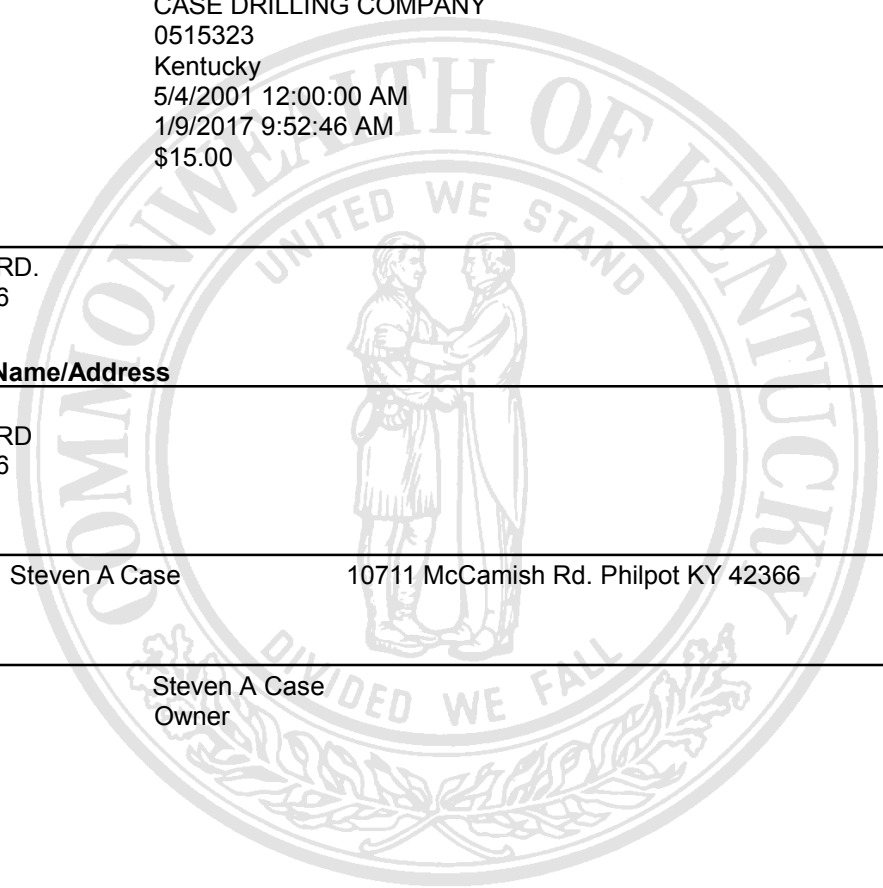 CASE DRILLING COMPANY
0515323
Kentucky
5/4/2001 12:00:00 AM
1/9/2017 9:52:46 AM
$15.00
COMMONWEALTH OF KENTUCKY
UNITED WE STAND
RD.
6
Name/Address
RD
6
Steven A Case 10711 McCamish Rd. Philpot KY 42366
DIVIDED WE FALL
Steven A Case
Owner